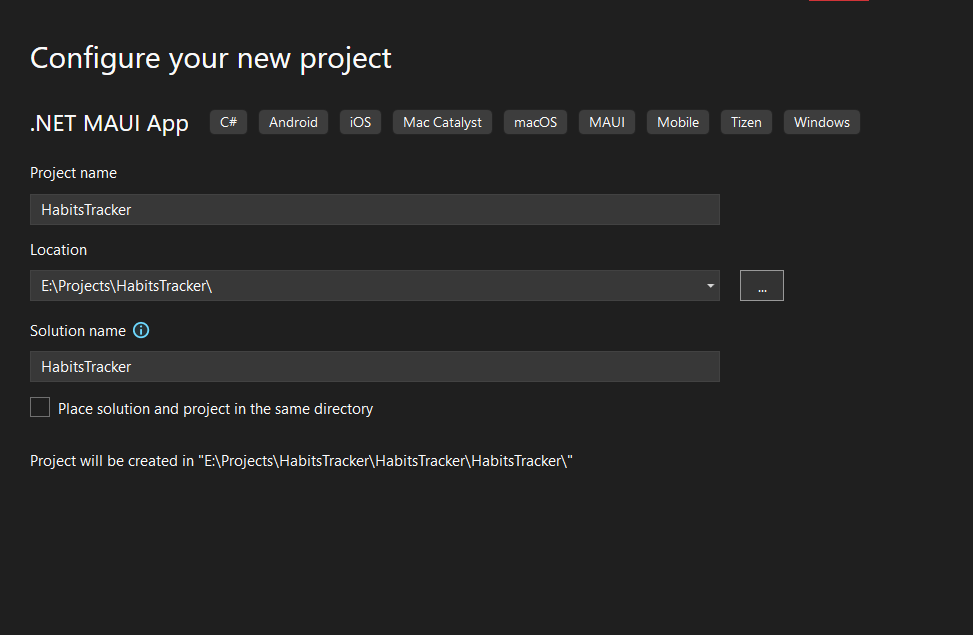 Configure your new project
.NET MAUI App C# Android iOS Mac Catalyst macOS MAUI Mobile Tizen Windows
Project name
HabitsTracker
Location
E:\Projects\HabitsTracker\ ...
Solution name
HabitsTracker
Place solution and project in the same directory
Project will be created in "E:\Projects\HabitsTracker\HabitsTracker\HabitsTracker\"